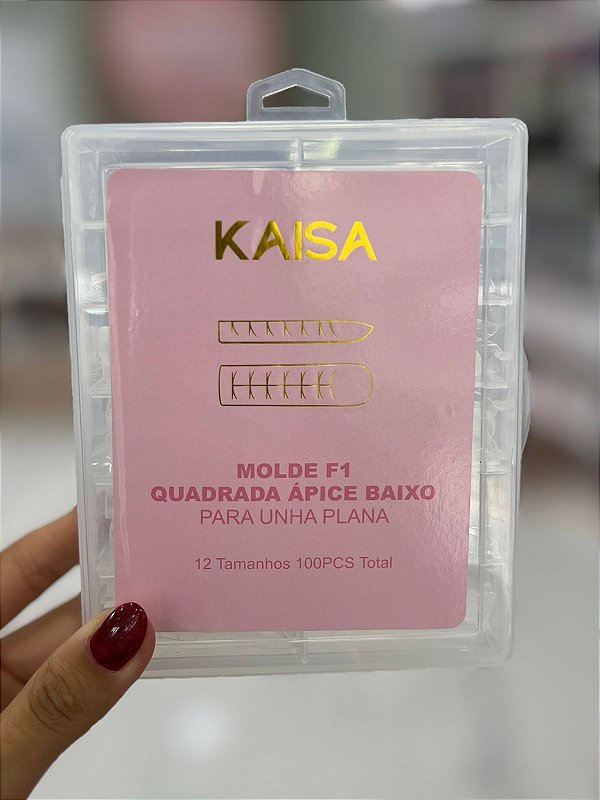 KAISA
MOLDE F1
QUADRADA ÁPICE BAIXO
PARA UNHA PLANA
12 Tamanhos 100PCS Total